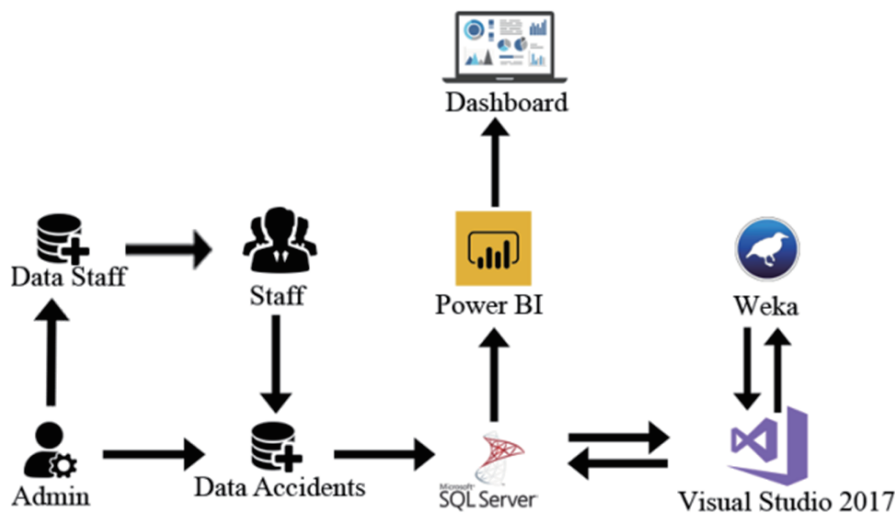 Dashboard
Data Staff
Staff
Power BI
Weka
Admin
Data Accidents
Microsoft
SQL Server
Visual Studio 2017